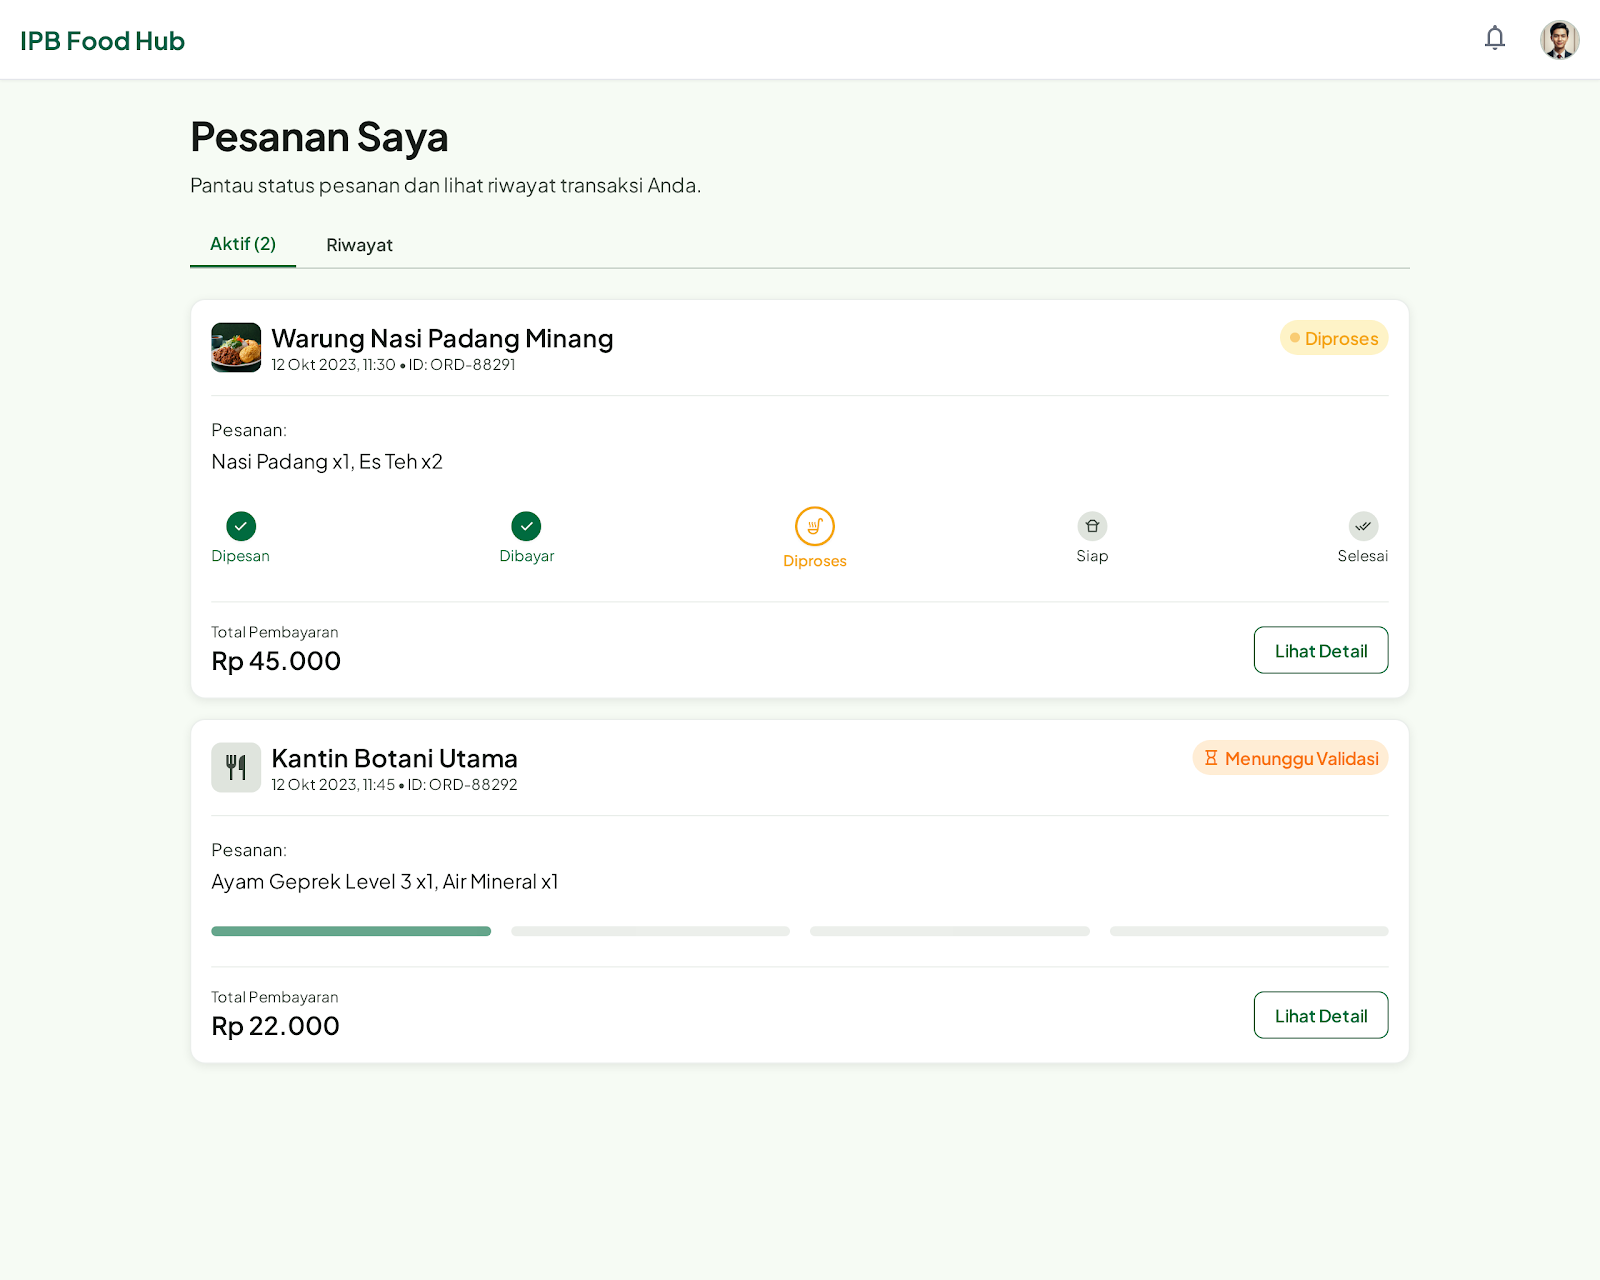 IPB Food Hub
Pesanan Saya
Pantau status pesanan dan lihat riwayat transaksi Anda.
Aktif (2)
Riwayat
Warung Nasi Padang Minang
12 Okt 2023, 11:30 • ID: ORD-88291
Diproses
Pesanan:
Nasi Padang x1, Es Teh x2
Dipesan
Dibayar
Diproses
Siap
Selesai
Total Pembayaran
Rp 45.000
Lihat Detail
Kantin Botani Utama
12 Okt 2023, 11:45 • ID: ORD-88292
Menunggu Validasi
Pesanan:
Ayam Geprek Level 3 x1, Air Mineral x1
Total Pembayaran
Rp 22.000
Lihat Detail